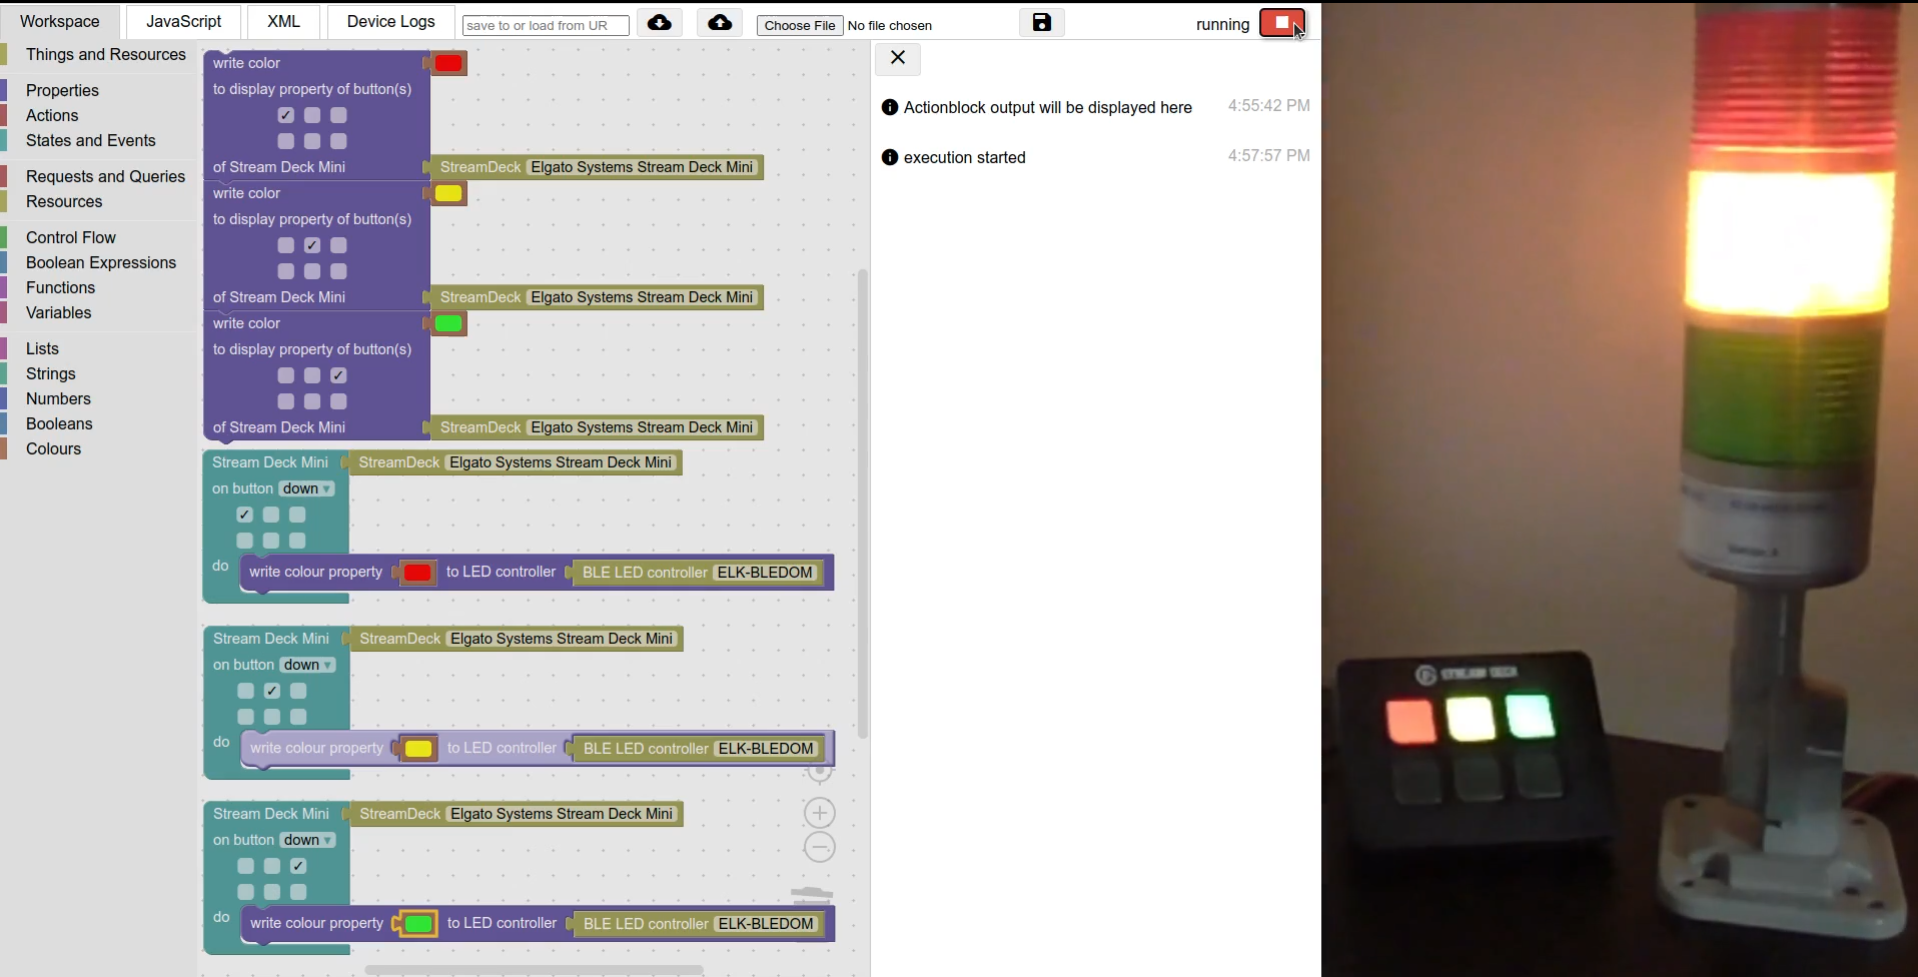 Workspace
JavaScript
XML
Device Logs
save to or load from UR
Choose File No file chosen
running
Things and Resources
Properties
Actions
States and Events
Requests and Queries
Resources
Control Flow
Boolean Expressions
Functions
Variables
Lists
Strings
Numbers
Booleans
Colours
write color
to display property of button(s)
of Stream Deck Mini StreamDeck Elgato Systems Stream Deck Mini
write color
to display property of button(s)
of Stream Deck Mini StreamDeck Elgato Systems Stream Deck Mini
write color
to display property of button(s)
of Stream Deck Mini StreamDeck Elgato Systems Stream Deck Mini
Stream Deck Mini StreamDeck Elgato Systems Stream Deck Mini
on button down
do write colour property to LED controller BLE LED controller ELK-BLEDOM
Stream Deck Mini StreamDeck Elgato Systems Stream Deck Mini
on button down
do write colour property to LED controller BLE LED controller ELK-BLEDOM
Stream Deck Mini StreamDeck Elgato Systems Stream Deck Mini
on button down
do write colour property to LED controller BLE LED controller ELK-BLEDOM
Actionblock output will be displayed here 4:55:42 PM
execution started 4:57:57 PM
STREAM DECK